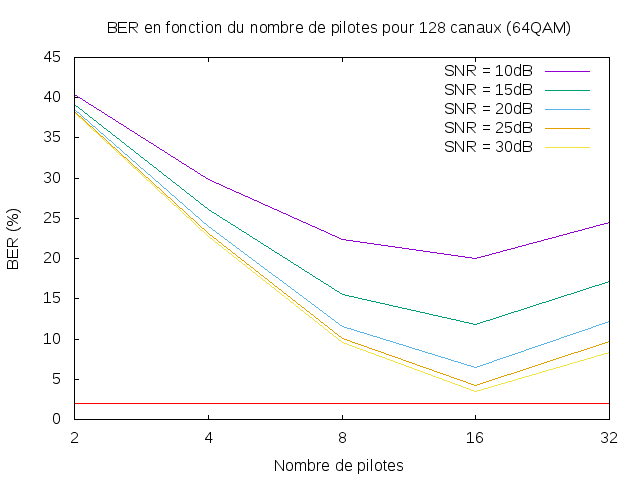 BER en fonction du nombre de pilotes pour 128 canaux (64QAM)
45
40
35
30
25
20
15
10
5
0
BER (%)
SNR = 10dB
SNR = 15dB
SNR = 20dB
SNR = 25dB
SNR = 30dB
2 4 8 16 32
Nombre de pilotes